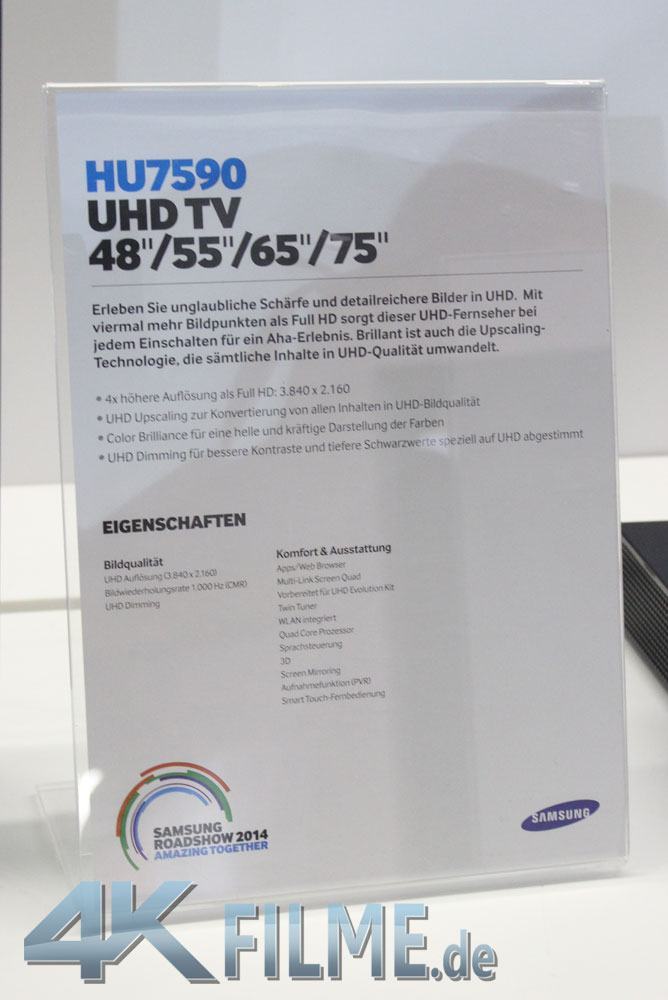 HU7590
UHD TV
48"/55"/65"/75"
Erleben Sie unglaubliche Schärfe und detailreichere Bilder in UHD. Mit
viermal mehr Bildpunkten als Full HD sorgt dieser UHD-Fernseher bei
jedem Einschalten für ein Aha-Erlebnis. Brillant ist auch die Upscaling-
Technologie, die sämtliche Inhalte in UHD-Qualität umwandelt.
• 4x höhere Auflösung als Full HD: 3.840 x 2.160
• UHD Upscaling zur Konvertierung von allen Inhalten in UHD-Bildqualität
• Color Brilliance für eine helle und kräftige Darstellung der Farben
• UHD Dimming für bessere Kontraste und tiefere Schwarzwerte speziell auf UHD abgestimmt
EIGENSCHAFTEN
Bildqualität
UHD Auflösung (3.840 x 2.160)
Bildwiederholungsrate 1.000 Hz (CMR)
UHD Dimming
Komfort & Ausstattung
Apps/Web Browser
Multi-Link Screen Quad
Vorbereitet für UHD Evolution Kit
Twin Tuner
WLAN integriert
Quad Core Prozessor
Sprachsteuerung
3D
Screen Mirroring
Aufnahmefunktion (PVR)
Smart Touch-Fernbedienung
SAMSUNG
ROADSHOW 2014
AMAZING TOGETHER
SAMSUNG
4KFILME.de